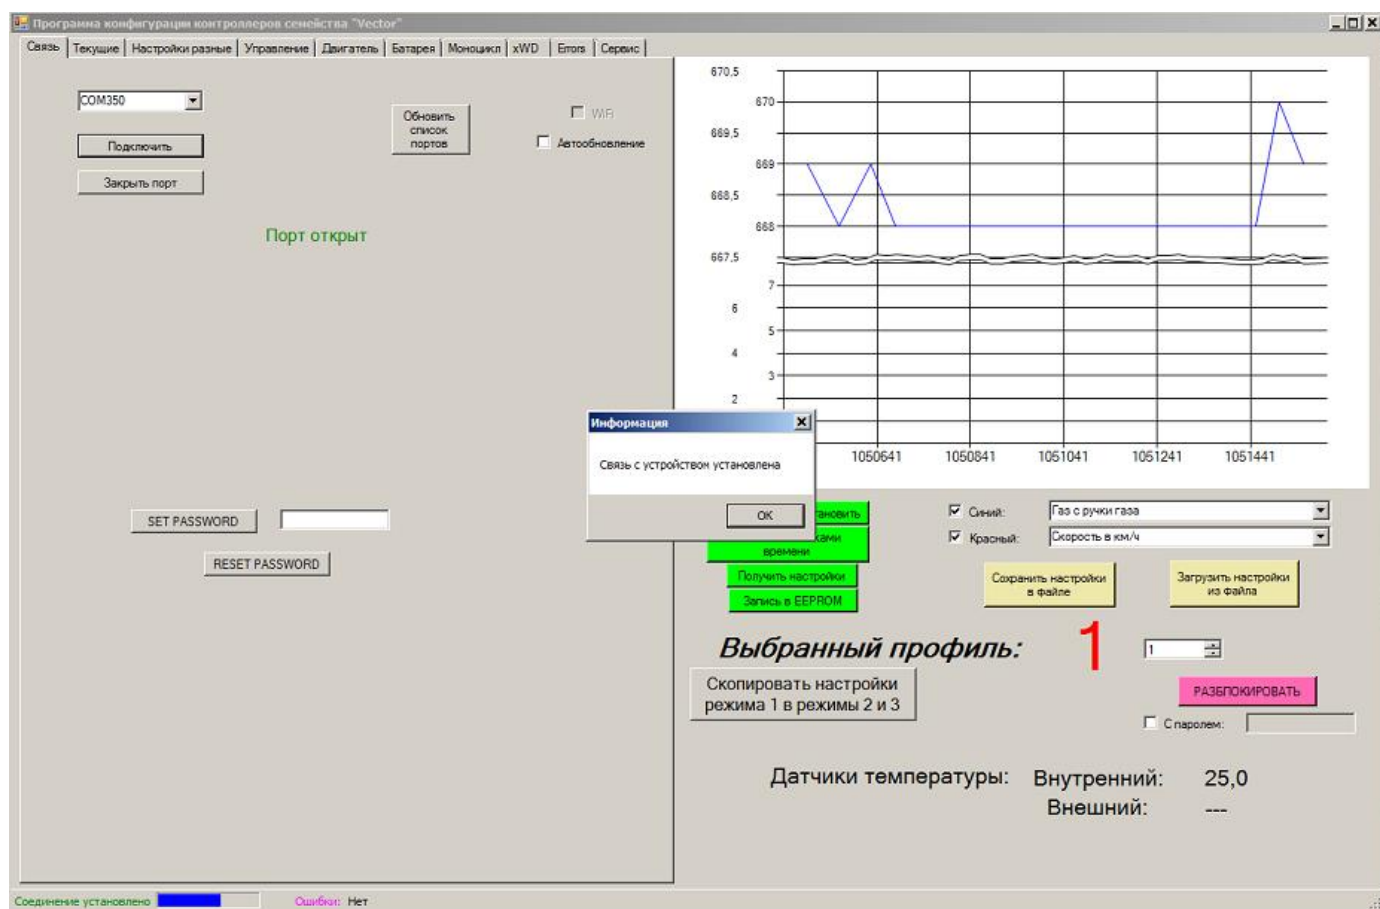 Программа конфигурации контроллеров семейства "Vector"
Связь Текущие Настройки разные Управление Двигатель Батарея Моноцикл xWD Errors Сервис
COM350
Подключить
Закрыть порт
Обновить
список
портов
WiFi
Автообновление
Порт открыт
SET PASSWORD
RESET PASSWORD
670,5
670
669,5
669
668,5
668
667,5
7
6
5
4
3
2
1050641 1050841 1051041 1051241 1051441
Информация
Связь с устройством установлена
OK
времени
Получить настройки
Запись в EEPROM
Синий: Газ с ручки газа
Красный: Скорость в км/ч
Сохранить настройки
в файле
Загрузить настройки
из файла
Выбранный профиль: 1 1
Скопировать настройки
режима 1 в режимы 2 и 3
РАЗБЛОКИРОВАТЬ
С паролем:
Датчики температуры: Внутренний: 25,0
Внешний: ---
Соединение установлено Ошибки: Нет